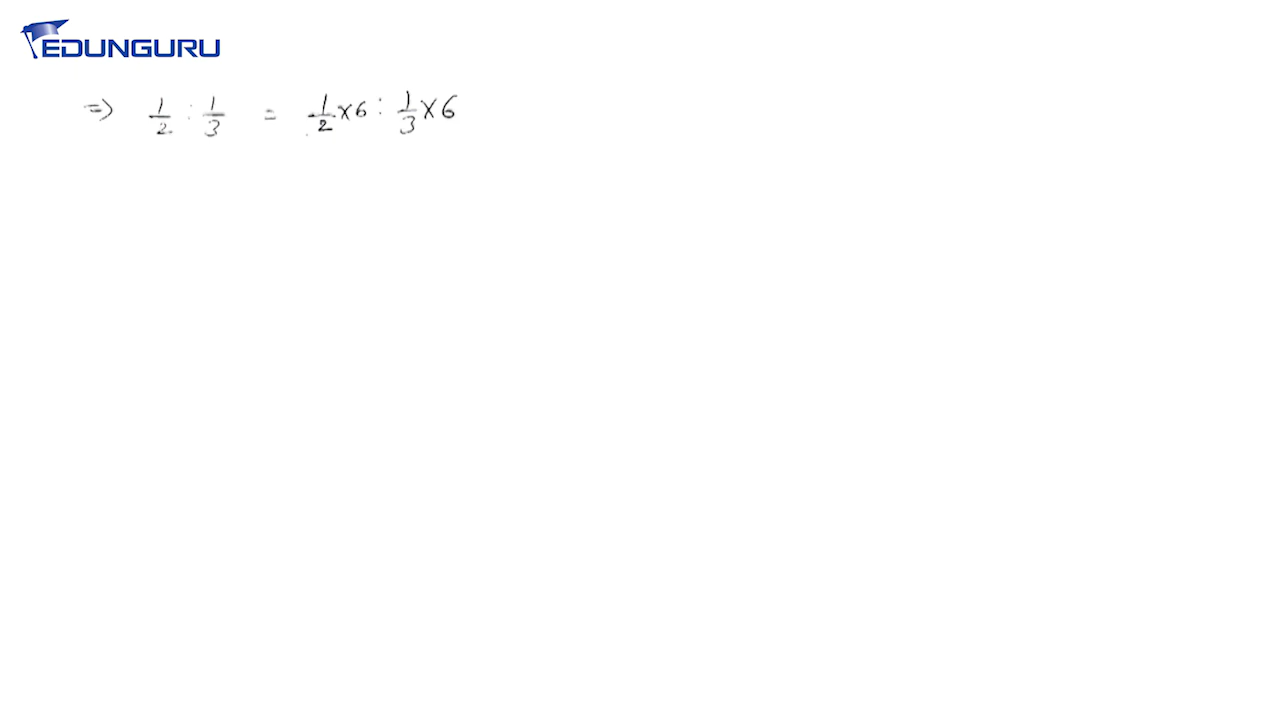 EDUNGURU
⇒ 1/2 : 1/3 = 1/2 × 6 : 1/3 × 6